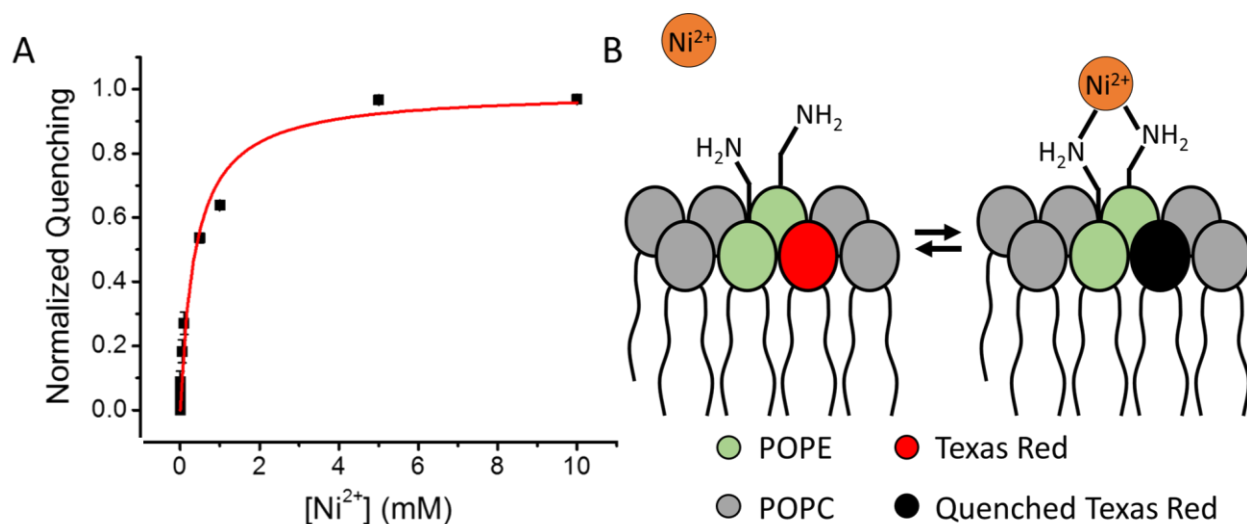 A
Normalized Quenching
1.0
0.8
0.6
0.4
0.2
0.0
0 2 4 6 8 10
[Ni²⁺] (mM)
B
Ni²⁺
H₂N
NH₂
Ni²⁺
H₂N
NH₂
POPE
Texas Red
POPC
Quenched Texas Red